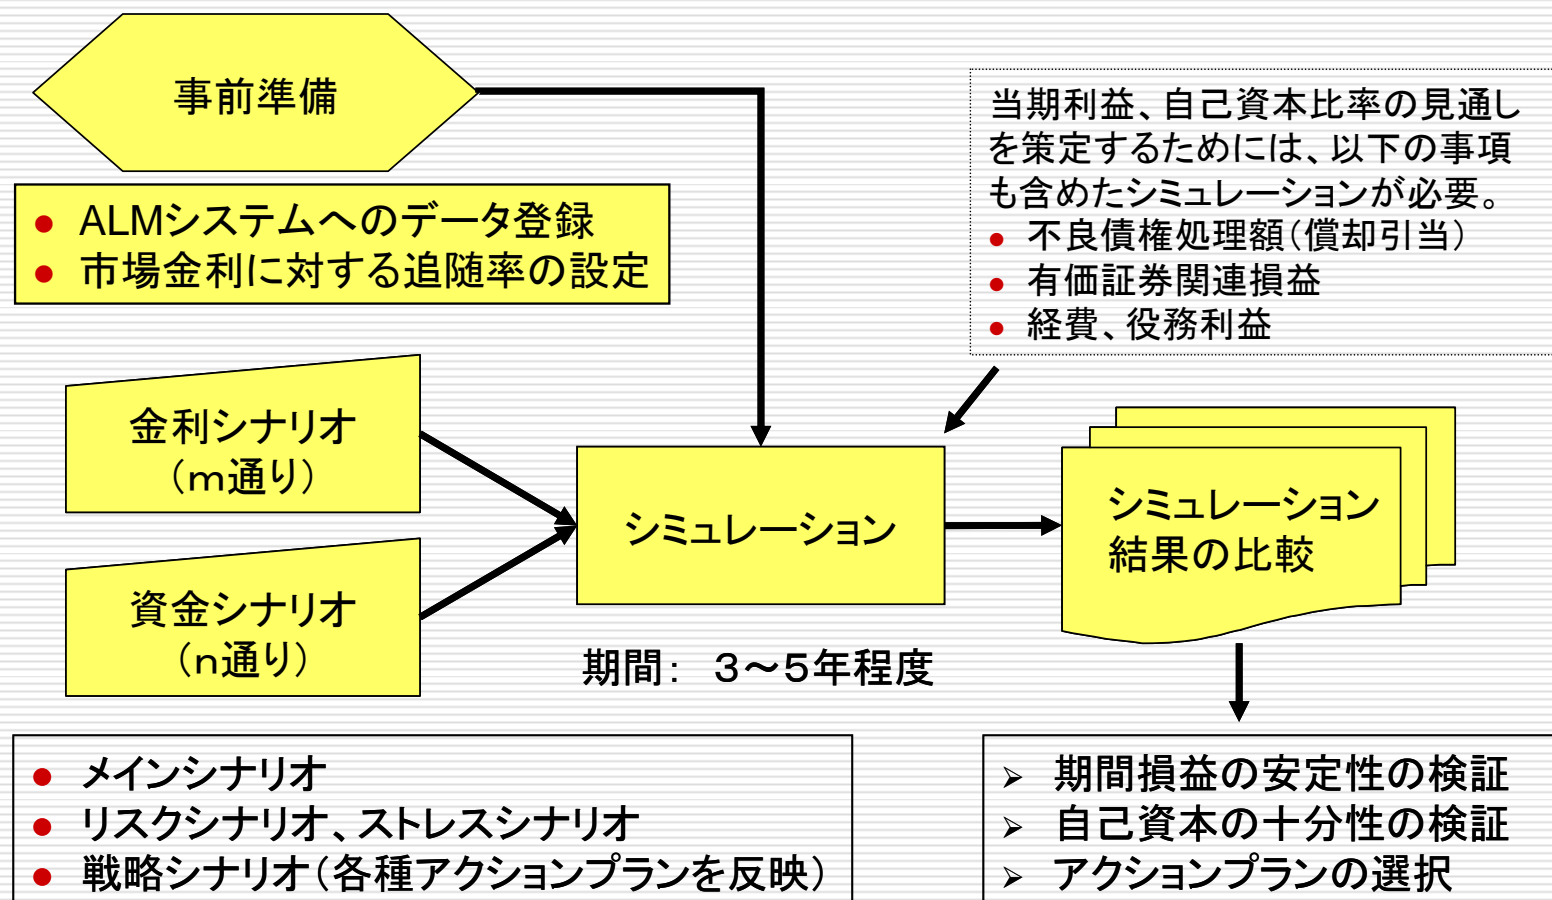 事前準備
● ALMシステムへのデータ登録
● 市場金利に対する追随率の設定
当期利益、自己資本比率の見通し
を策定するためには、以下の事項
も含めたシミュレーションが必要。
● 不良債権処理額(償却引当)
● 有価証券関連損益
● 経費、役務利益
金利シナリオ
(m通り)
資金シナリオ
(n通り)
シミュレーション
期間: 3~5年程度
シミュレーション
結果の比較
● メインシナリオ
● リスクシナリオ、ストレスシナリオ
● 戦略シナリオ(各種アクションプランを反映)
➢ 期間損益の安定性の検証
➢ 自己資本の十分性の検証
➢ アクションプランの選択